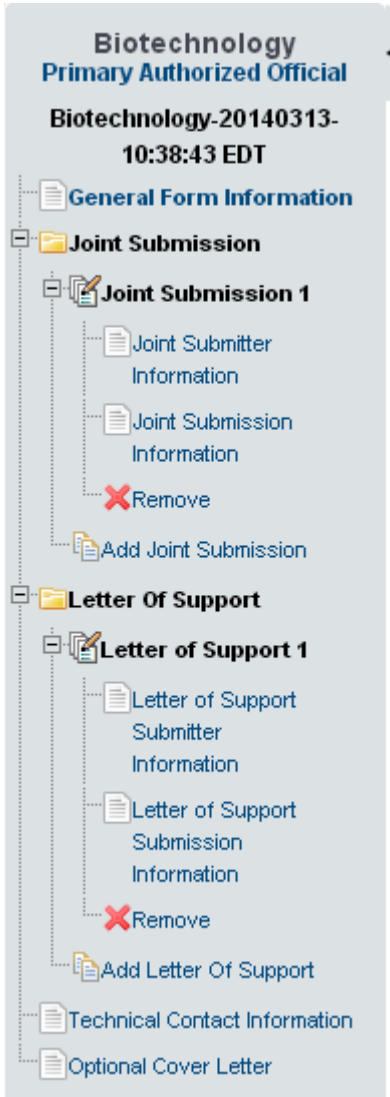 Biotechnology
Primary Authorized Official
Biotechnology-20140313-
10:38:43 EDT
General Form Information
Joint Submission
Joint Submission 1
Joint Submitter
Information
Joint Submission
Information
Remove
Add Joint Submission
Letter Of Support
Letter of Support 1
Letter of Support
Submitter
Information
Letter of Support
Submission
Information
Remove
Add Letter Of Support
Technical Contact Information
Optional Cover Letter